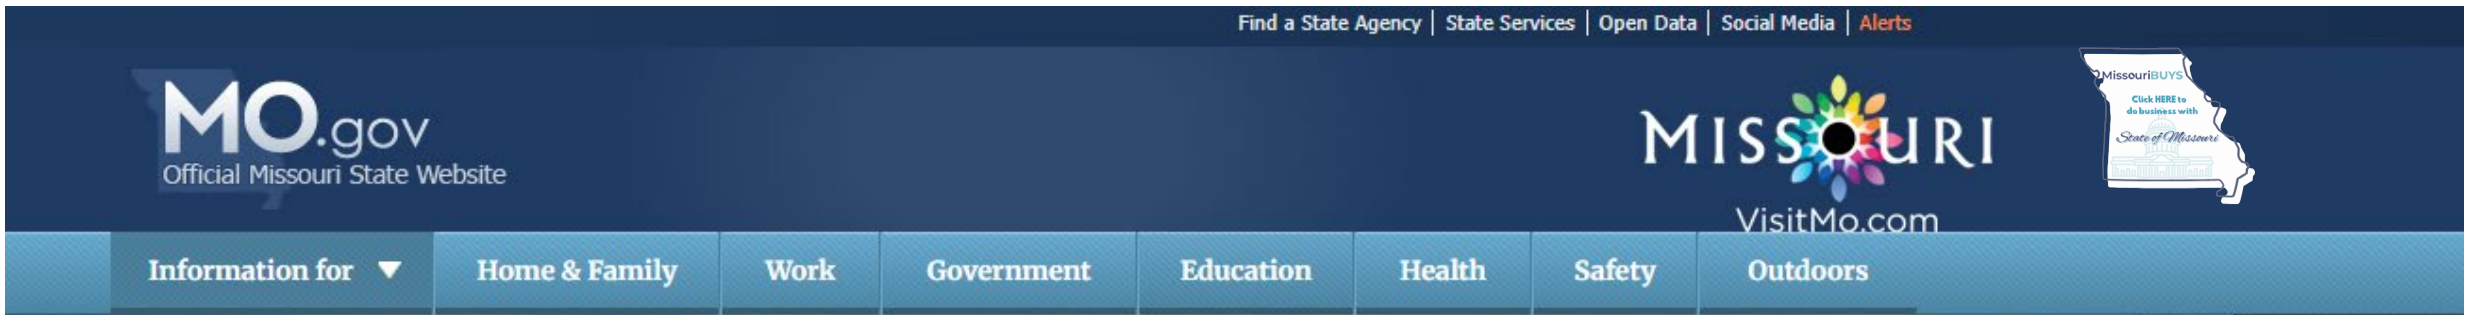 Find a State Agency | State Services | Open Data | Social Media | Alerts
MO.gov
Official Missouri State Website
MISSOURI
VisitMo.com
MissouriBUYS
Click HERE to
do business with
State of Missouri
Information for ▼ Home & Family Work Government Education Health Safety Outdoors